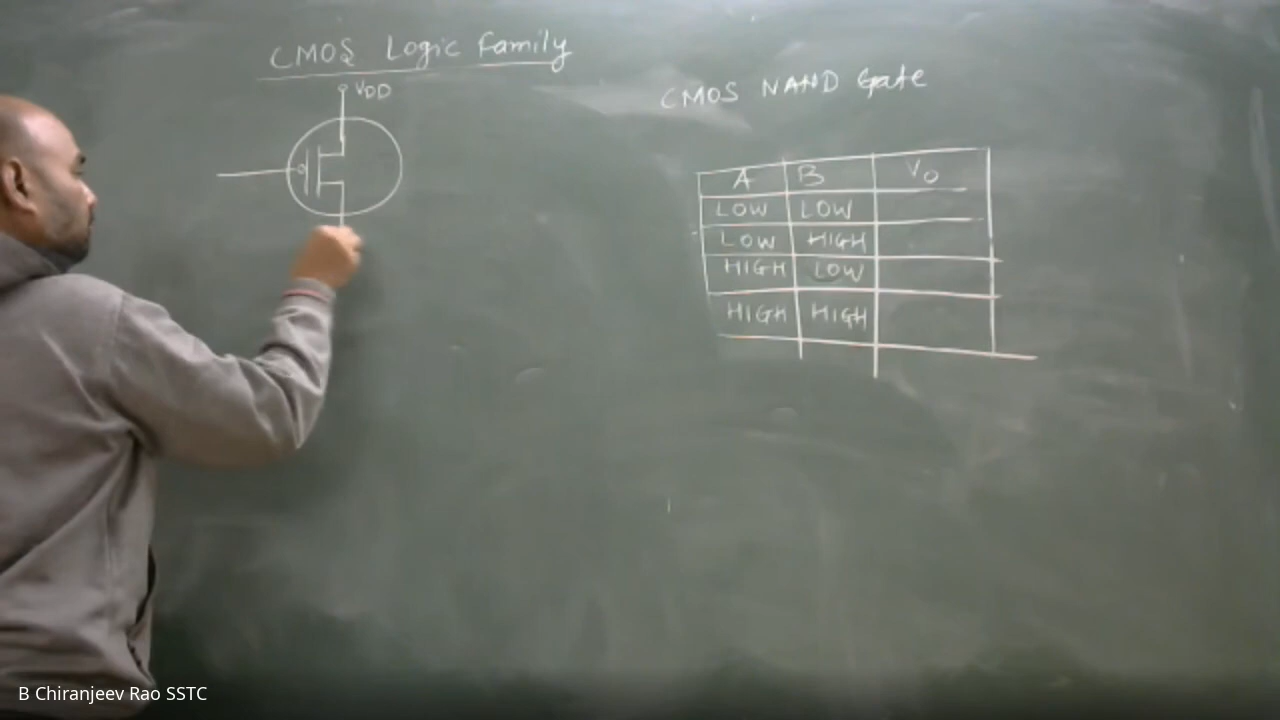 CMOS Logic Family
VDD
CMOS NAND Gate
A B Vo
LOW LOW
LOW HIGH
HIGH LOW
HIGH HIGH
B Chiranjeev Rao SSTC